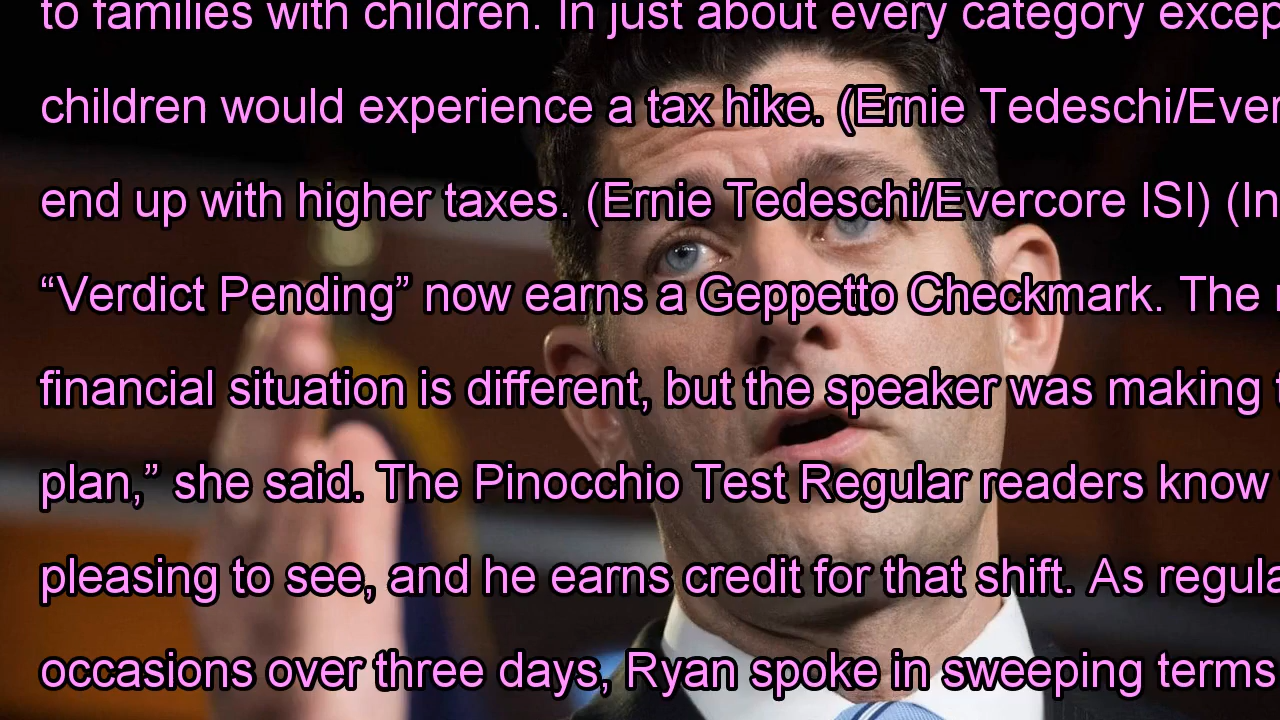 to families with children. In just about every category excep
children would experience a tax hike. (Ernie Tedeschi/Ever
end up with higher taxes. (Ernie Tedeschi/Evercore ISI) (In
“Verdict Pending” now earns a Geppetto Checkmark. The
financial situation is different, but the speaker was making
plan,” she said. The Pinocchio Test Regular readers know
pleasing to see, and he earns credit for that shift. As regula
occasions over three days, Ryan spoke in sweeping terms